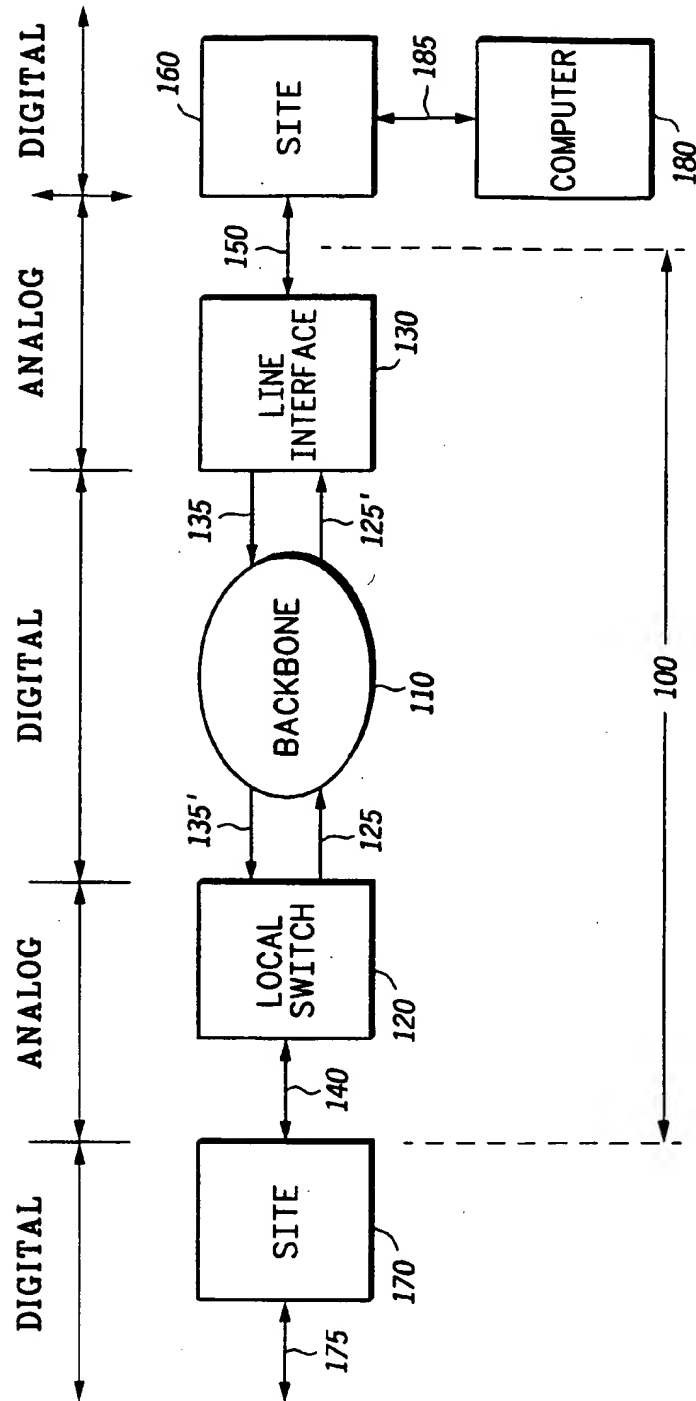 DIGITAL
ANALOG
DIGITAL
ANALOG
DIGITAL
SITE
170
175
140
LOCAL
SWITCH
120
135'
125
BACKBONE
110
135
125'
LINE
INTERFACE
130
150
SITE
160
185
COMPUTER
180
100